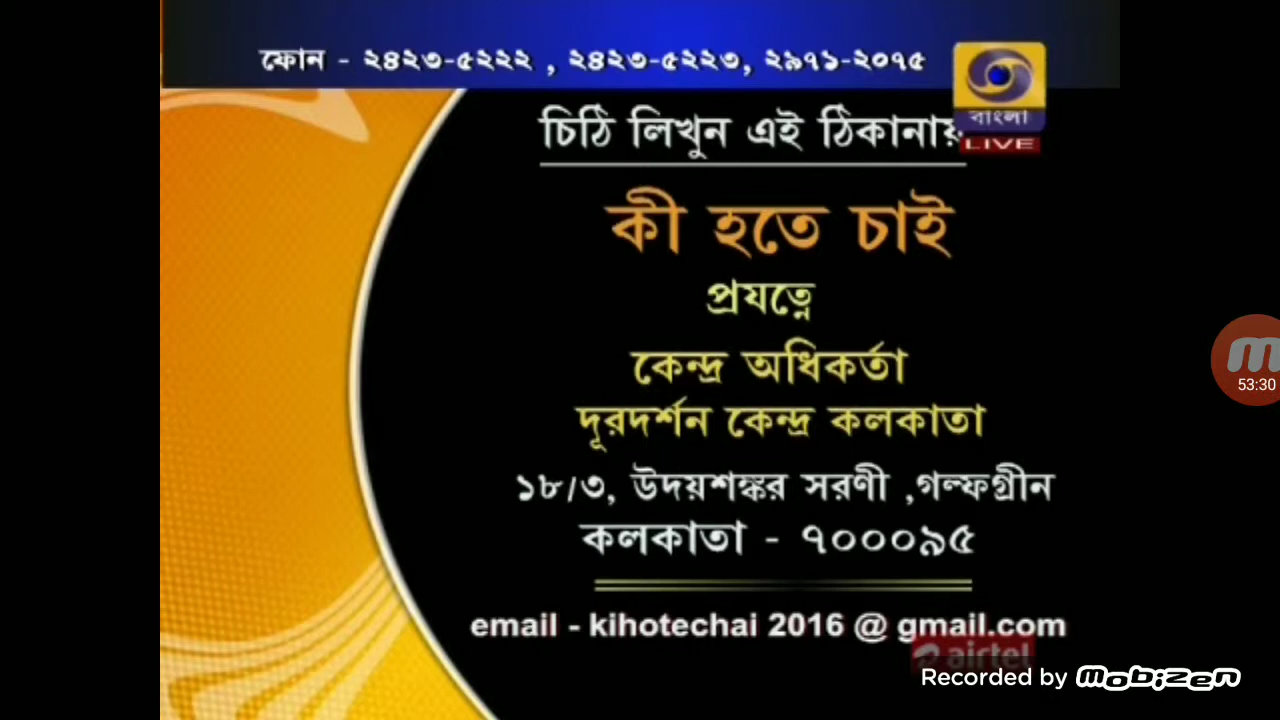 ফোন - ২৪২৩-৫২২২ , ২৪২৩-৫২২৩, ২৯৭১-২০৭৫
বাংলা
LIVE
চিঠি লিখুন এই ঠিকানায়
কী হতে চাই
প্রযত্নে
কেন্দ্র অধিকর্তা
দূরদর্শন কেন্দ্র কলকাতা
১৮/৩, উদয়শঙ্কর সরণী ,গল্ফগ্রীন
কলকাতা - ৭০০০৯৫
email - kihotechai 2016 @ gmail.com
airtel
Recorded by mobizen
53:30